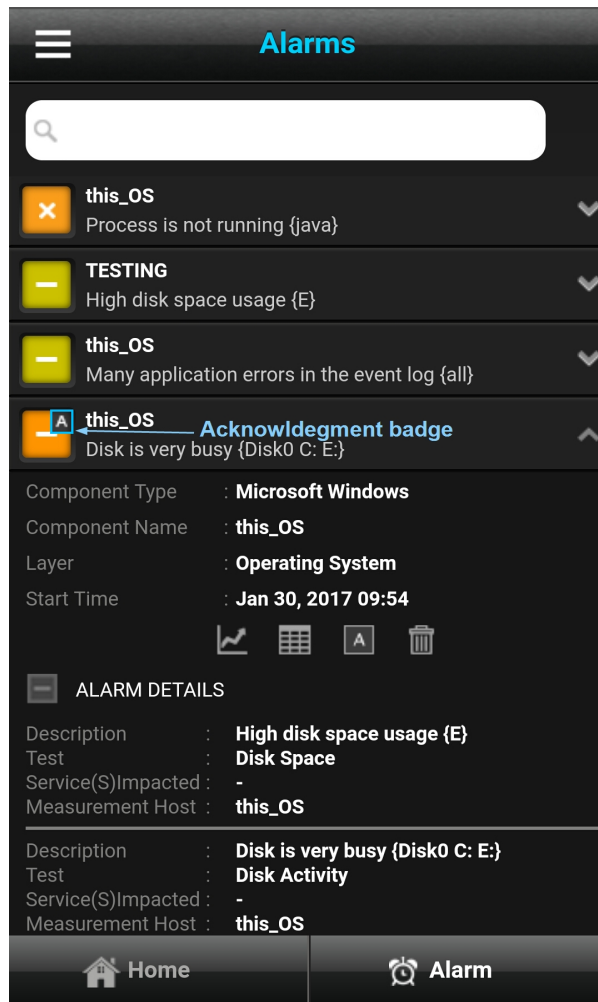 Alarms
this_OS
Process is not running {java}
TESTING
High disk space usage {E}
this_OS
Many application errors in the event log {all}
A
this_OS
Acknowldegment badge
Disk is very busy {Disk0 C: E:}
Component Type : Microsoft Windows
Component Name : this_OS
Layer : Operating System
Start Time : Jan 30, 2017 09:54
A
ALARM DETAILS
Description : High disk space usage {E}
Test : Disk Space
Service(S)Impacted : -
Measurement Host : this_OS
Description : Disk is very busy {Disk0 C: E:}
Test : Disk Activity
Service(S)Impacted : -
Measurement Host : this_OS
Home
Alarm